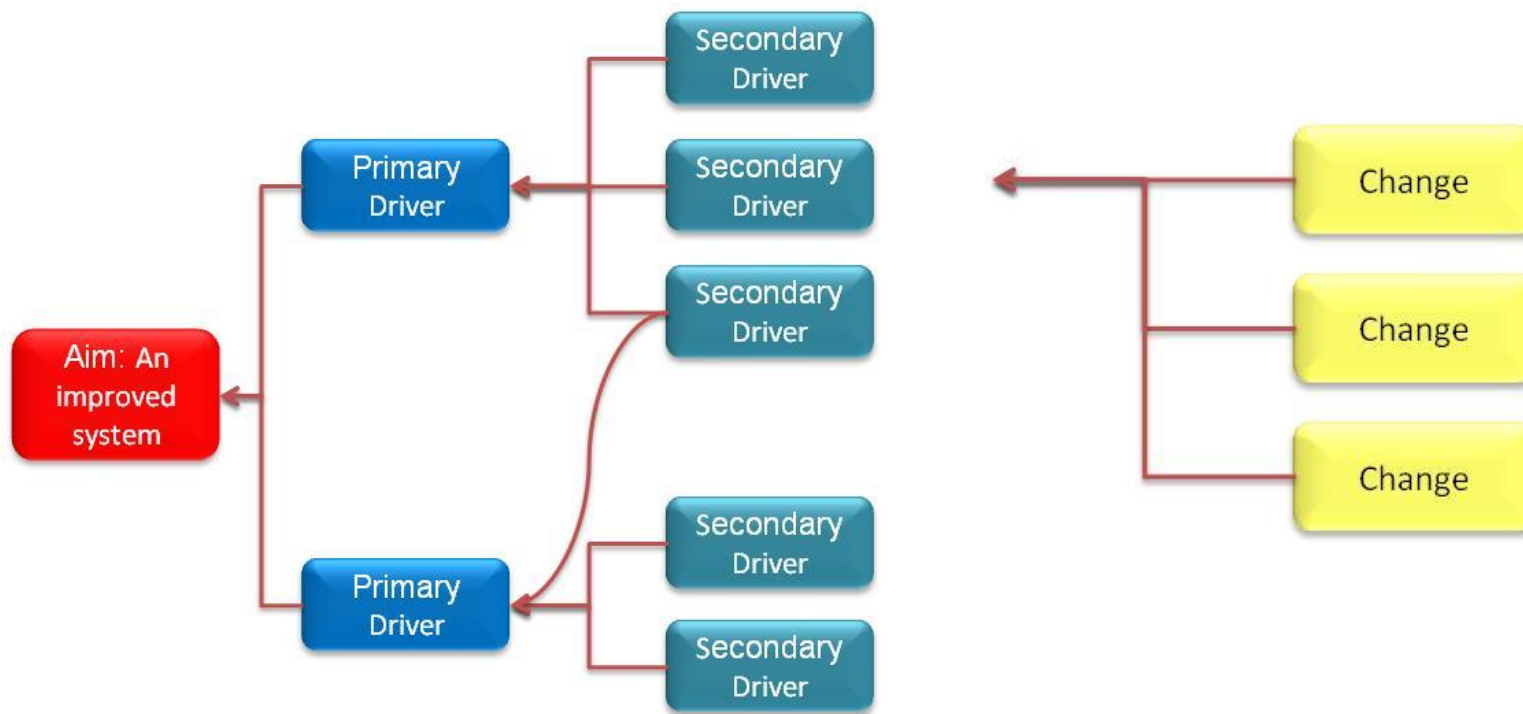 Secondary
Driver
Primary
Driver
Secondary
Driver
Secondary
Driver
Aim: An
improved
system
Primary
Driver
Secondary
Driver
Secondary
Driver
Change
Change
Change